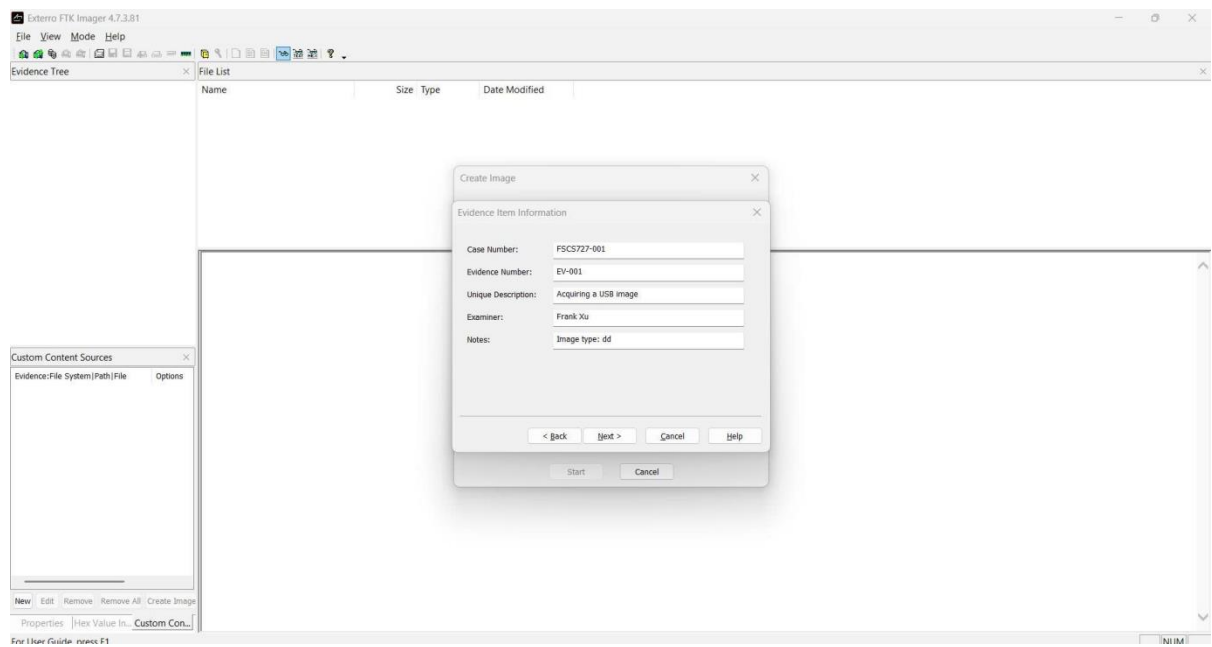 Exterro FTK Imager 4.7.3.81
File View Mode Help
Evidence Tree
File List
Name Size Type Date Modified
Create Image
Evidence Item Information
Case Number: FSCS727-001
Evidence Number: EV-001
Unique Description: Acquiring a USB image
Examiner: Frank Xu
Notes: Image type: dd
< Back Next > Cancel Help
Start Cancel
Custom Content Sources
Evidence:File System|Path|File Options
New Edit Remove Remove All Create Image
Properties Hex Value In... Custom Con...
For User Guide, press F1
NUM